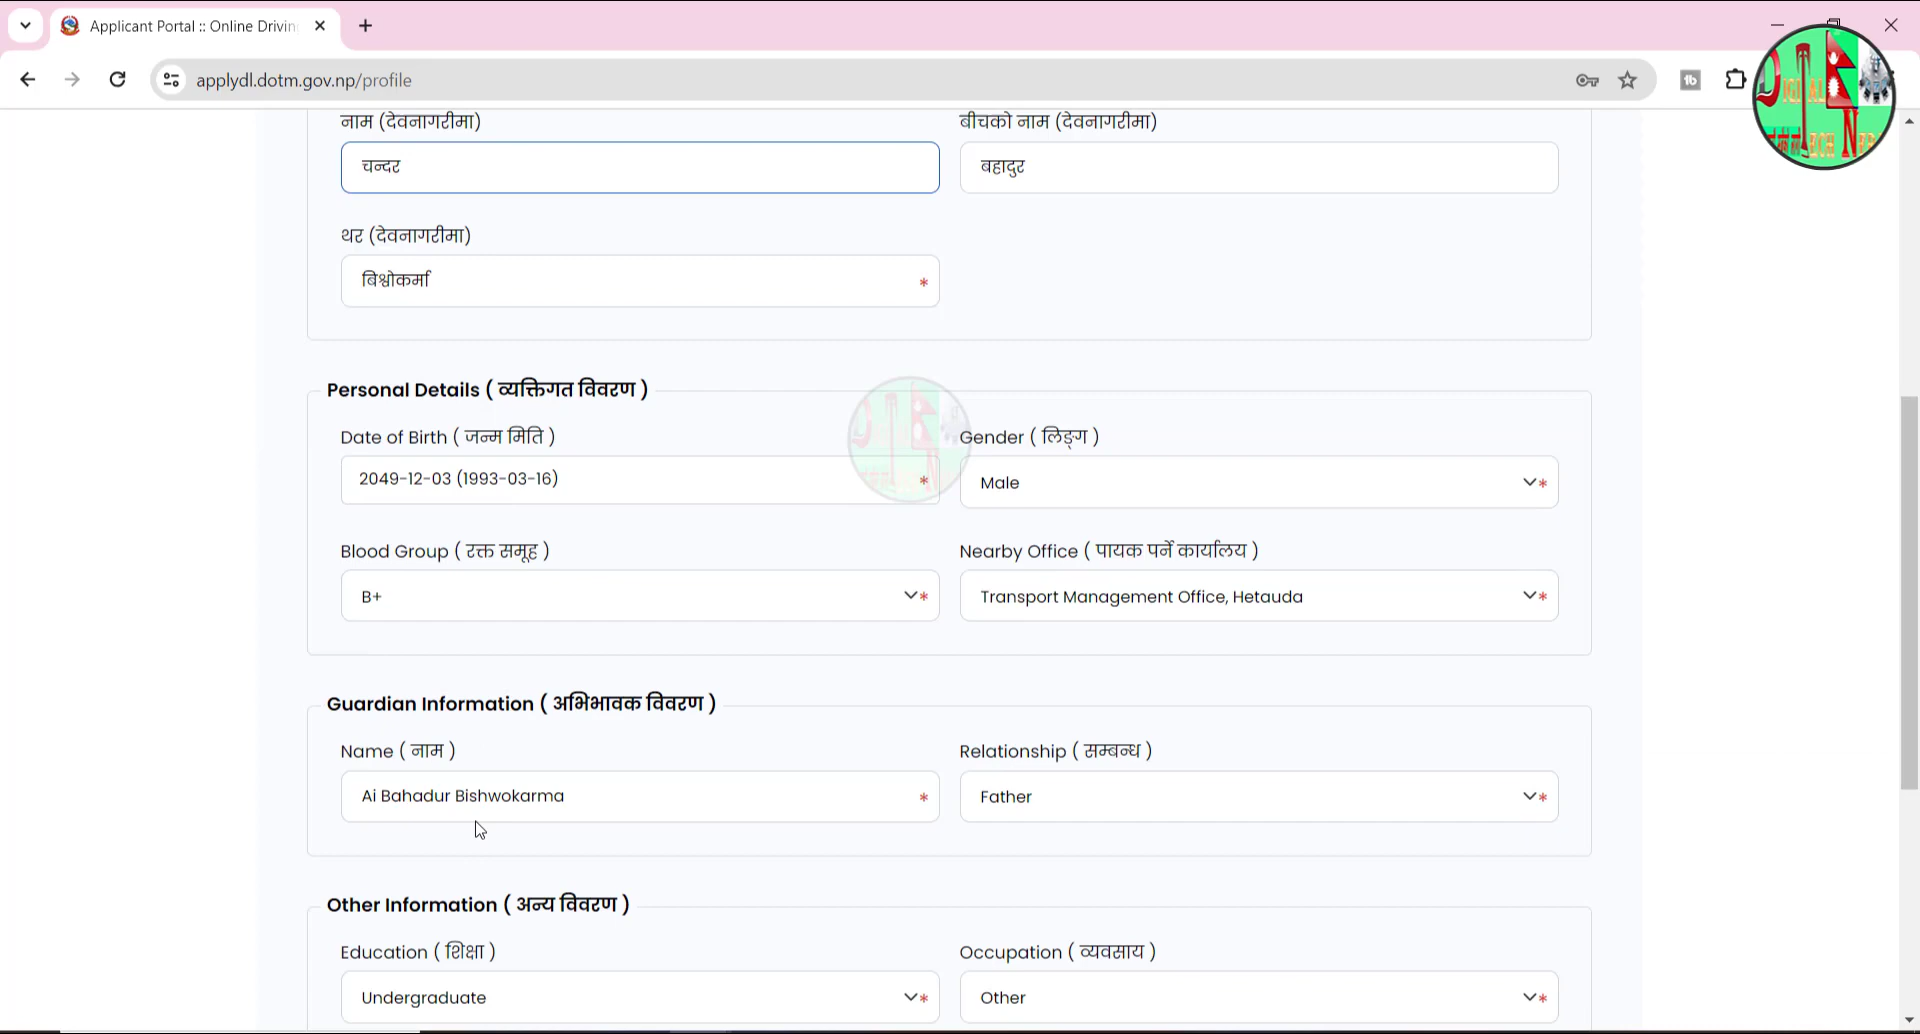 Applicant Portal :: Online Drivin
applydl.dotm.gov.np/profile
नाम (देवनागरीमा)
बीचको नाम (देवनागरीमा)
चन्दर
बहादुर
थर (देवनागरीमा)
बिश्वोकर्मा
*
Personal Details ( व्यक्तिगत विवरण )
Date of Birth ( जन्म मिति )
Gender ( लिङ्ग )
2049-12-03 (1993-03-16)
*
Male
*
Blood Group ( रक्त समूह )
Nearby Office ( पायक पर्ने कार्यालय )
B+
*
Transport Management Office, Hetauda
*
Guardian Information ( अभिभावक विवरण )
Name ( नाम )
Relationship ( सम्बन्ध )
Ai Bahadur Bishwokarma
*
Father
*
Other Information ( अन्य विवरण )
Education ( शिक्षा )
Occupation ( व्यवसाय )
Undergraduate
*
Other
*